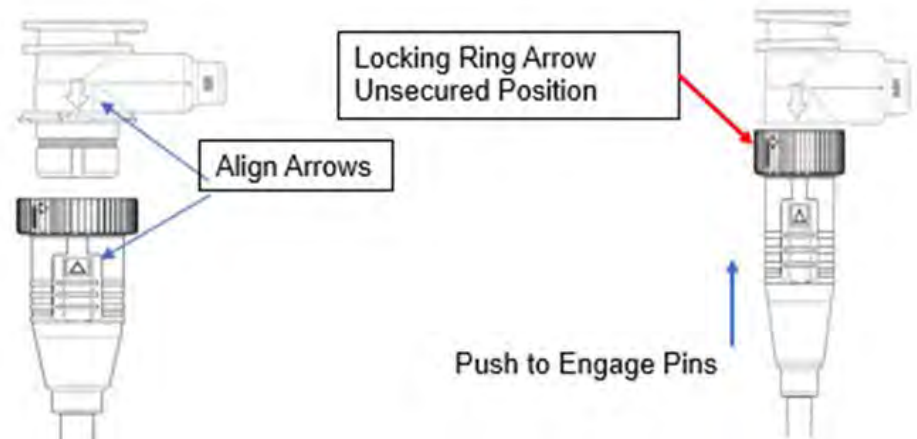 Locking Ring Arrow
Unsecured Position
Align Arrows
Push to Engage Pins